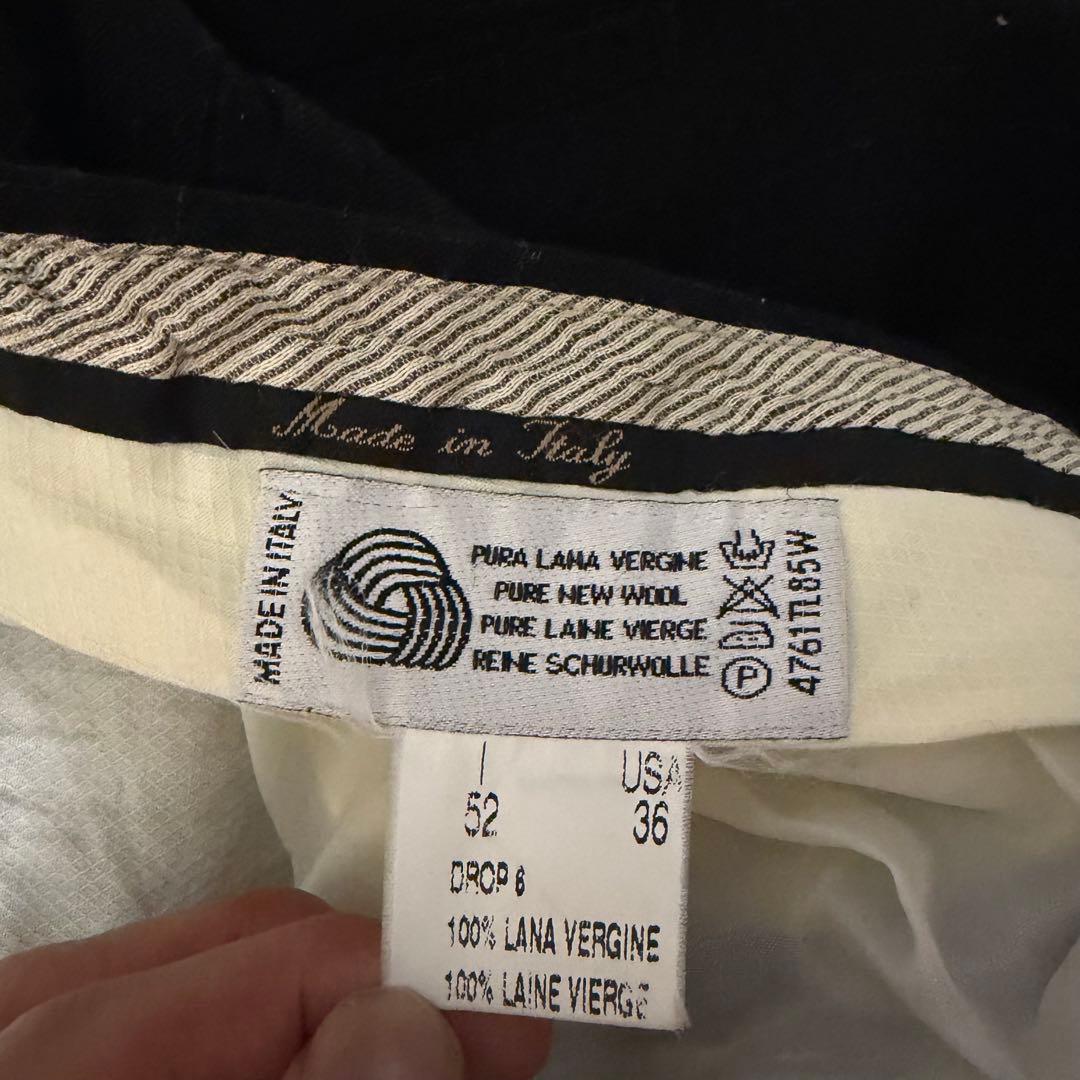 Made in Italy
MADE IN ITALY
PURA LANA VERGINE
PURE NEW WOOL
PURE LAINE VIERGE
REINE SCHURWOLLE
P
4761TL85W
I USA
52 36
DROP 6
100% LANA VERGINE
100% LAINE VIERGE